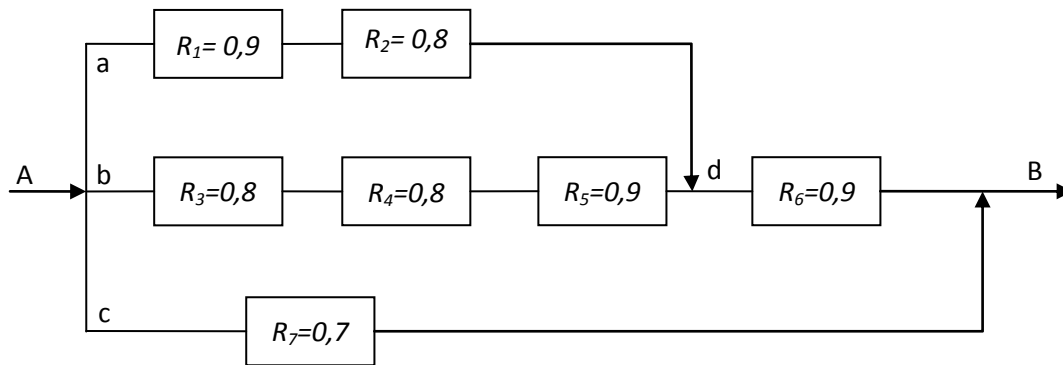 a
R1= 0,9
R2= 0,8
A
b
R3=0,8
R4=0,8
R5=0,9
d
R6=0,9
B
c
R7=0,7